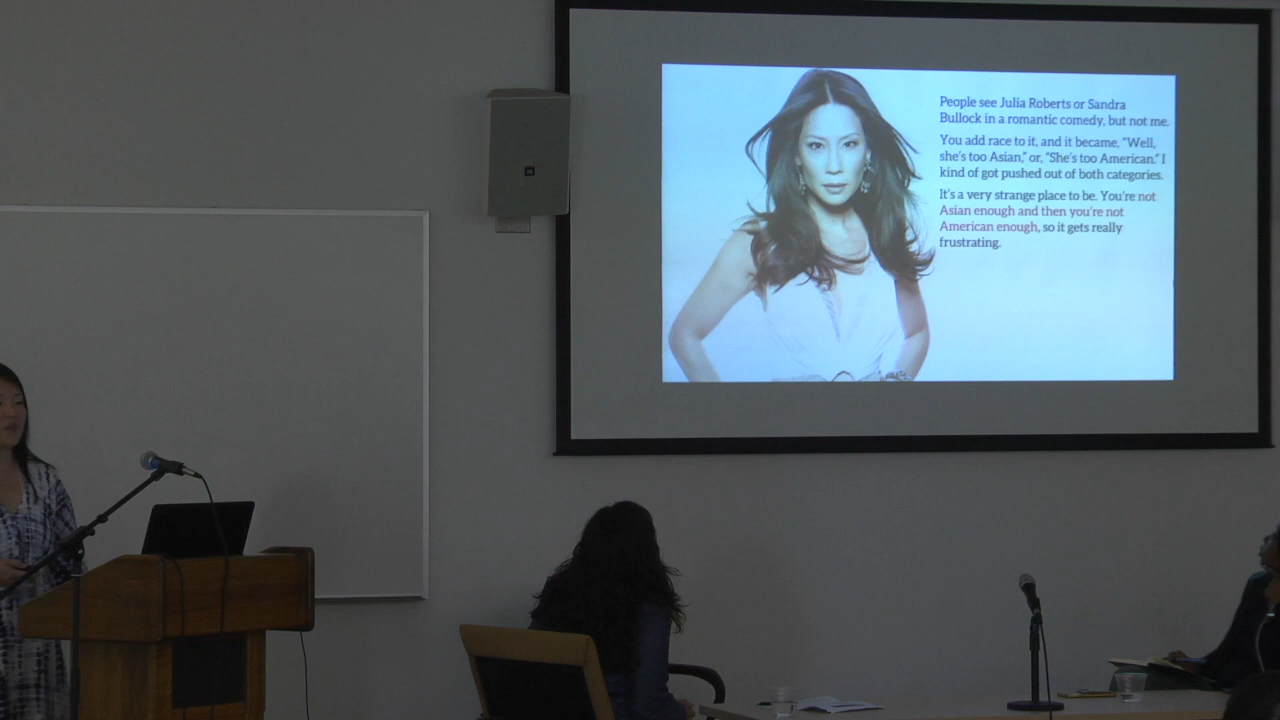 People see Julia Roberts or Sandra
Bullock in a romantic comedy, but not me.
You add race to it, and it became, "Well,
she's too Asian," or, "She's too American." I
kind of got pushed out of both categories.
It's a very strange place to be. You're not
Asian enough and then you're not
American enough, so it gets really
frustrating.